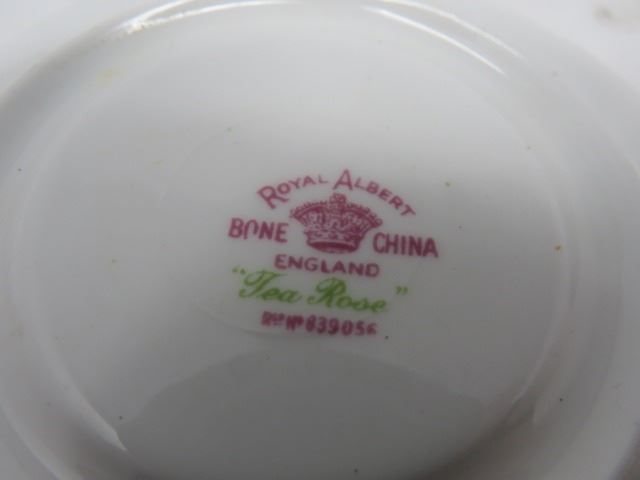 ROYAL ALBERT
BONE CHINA
ENGLAND
"Tea Rose"
Rᵈ Nº 839056